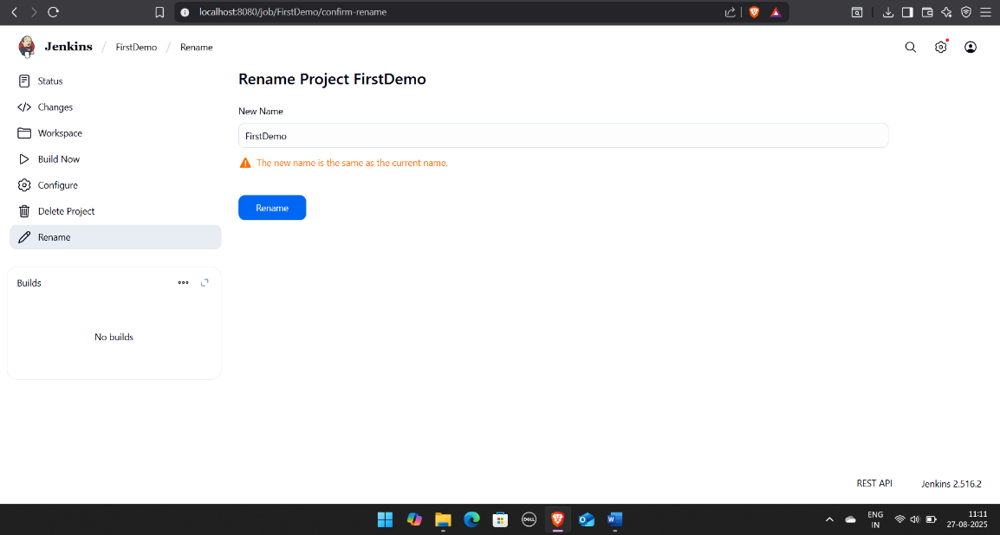 localhost:8080/job/FirstDemo/confirm-rename
Jenkins / FirstDemo / Rename
Status
Changes
Workspace
Build Now
Configure
Delete Project
Rename
Builds
No builds
Rename Project FirstDemo
New Name
FirstDemo
The new name is the same as the current name.
Rename
REST API Jenkins 2.516.2
DELL
W
ENG
IN
11:11
27-08-2025